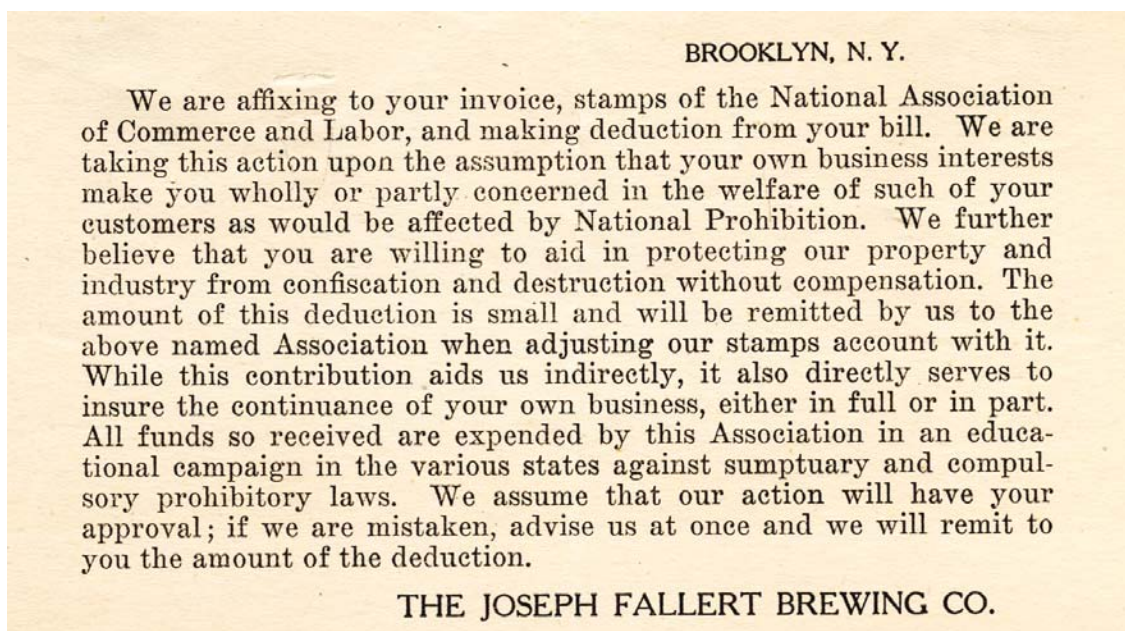 BROOKLYN, N. Y.
We are affixing to your invoice, stamps of the National Association
of Commerce and Labor, and making deduction from your bill. We are
taking this action upon the assumption that your own business interests
make you wholly or partly concerned in the welfare of such of your
customers as would be affected by National Prohibition. We further
believe that you are willing to aid in protecting our property and
industry from confiscation and destruction without compensation. The
amount of this deduction is small and will be remitted by us to the
above named Association when adjusting our stamps account with it.
While this contribution aids us indirectly, it also directly serves to
insure the continuance of your own business, either in full or in part.
All funds so received are expended by this Association in an educa-
tional campaign in the various states against sumptuary and compul-
sory prohibitory laws. We assume that our action will have your
approval; if we are mistaken, advise us at once and we will remit to
you the amount of the deduction.
THE JOSEPH FALLERT BREWING CO.